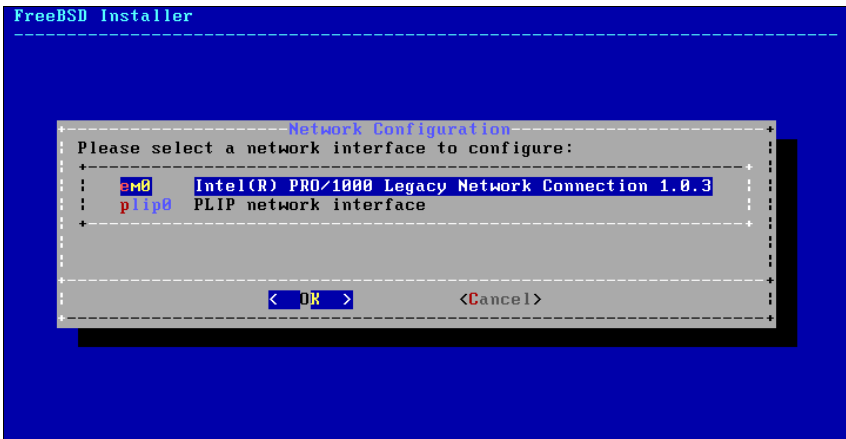 FreeBSD Installer
Network Configuration
Please select a network interface to configure:
em0 Intel(R) PRO/1000 Legacy Network Connection 1.0.3
plip0 PLIP network interface
< OK > <Cancel>